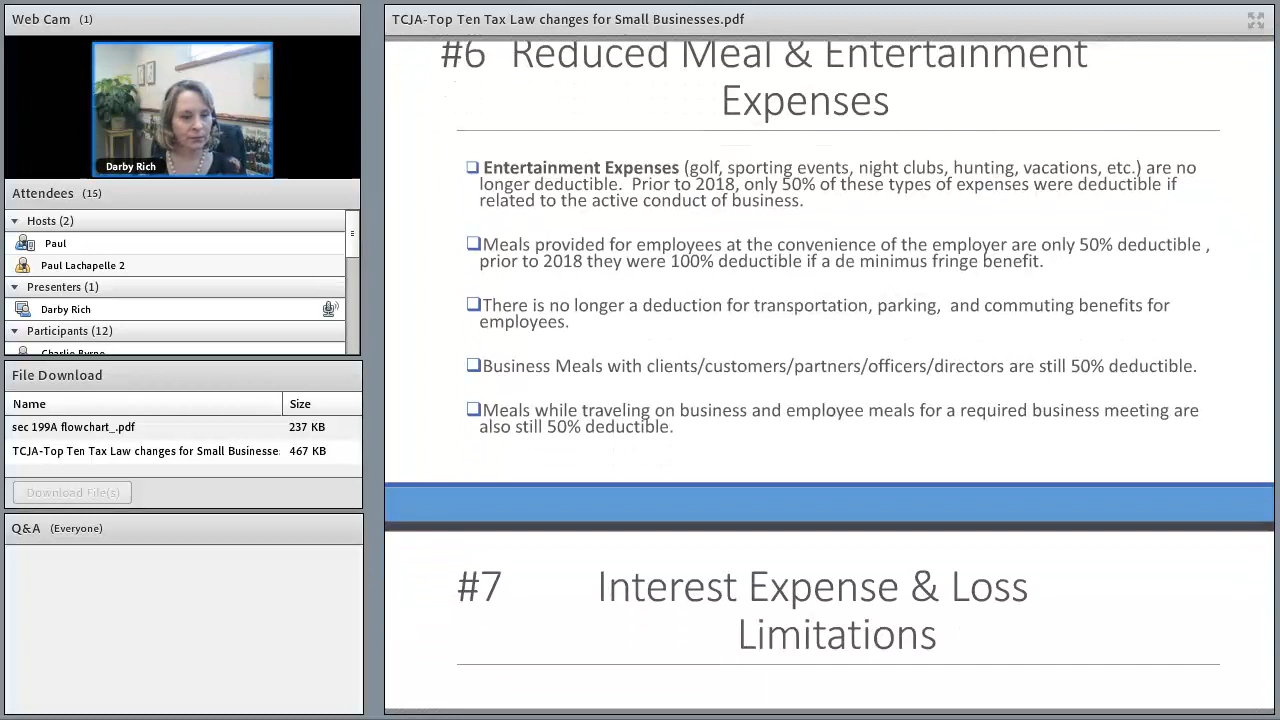 Web Cam (1)
Darby Rich
Attendees (15)
Hosts (2)
Paul
Paul Lachapelle 2
Presenters (1)
Darby Rich
Participants (12)
Charlie Byrne
File Download
Name Size
sec 199A flowchart_.pdf 237 KB
TCJA-Top Ten Tax Law changes for Small Businesse: 467 KB
Download File(s)
Q&A (Everyone)
TCJA-Top Ten Tax Law changes for Small Businesses.pdf
#6 Reduced Meal & Entertainment
Expenses
Entertainment Expenses (golf, sporting events, night clubs, hunting, vacations, etc.) are no
longer deductible. Prior to 2018, only 50% of these types of expenses were deductible if
related to the active conduct of business.
Meals provided for employees at the convenience of the employer are only 50% deductible ,
prior to 2018 they were 100% deductible if a de minimus fringe benefit.
There is no longer a deduction for transportation, parking, and commuting benefits for
employees.
Business Meals with clients/customers/partners/officers/directors are still 50% deductible.
Meals while traveling on business and employee meals for a required business meeting are
also still 50% deductible.
#7 Interest Expense & Loss
Limitations